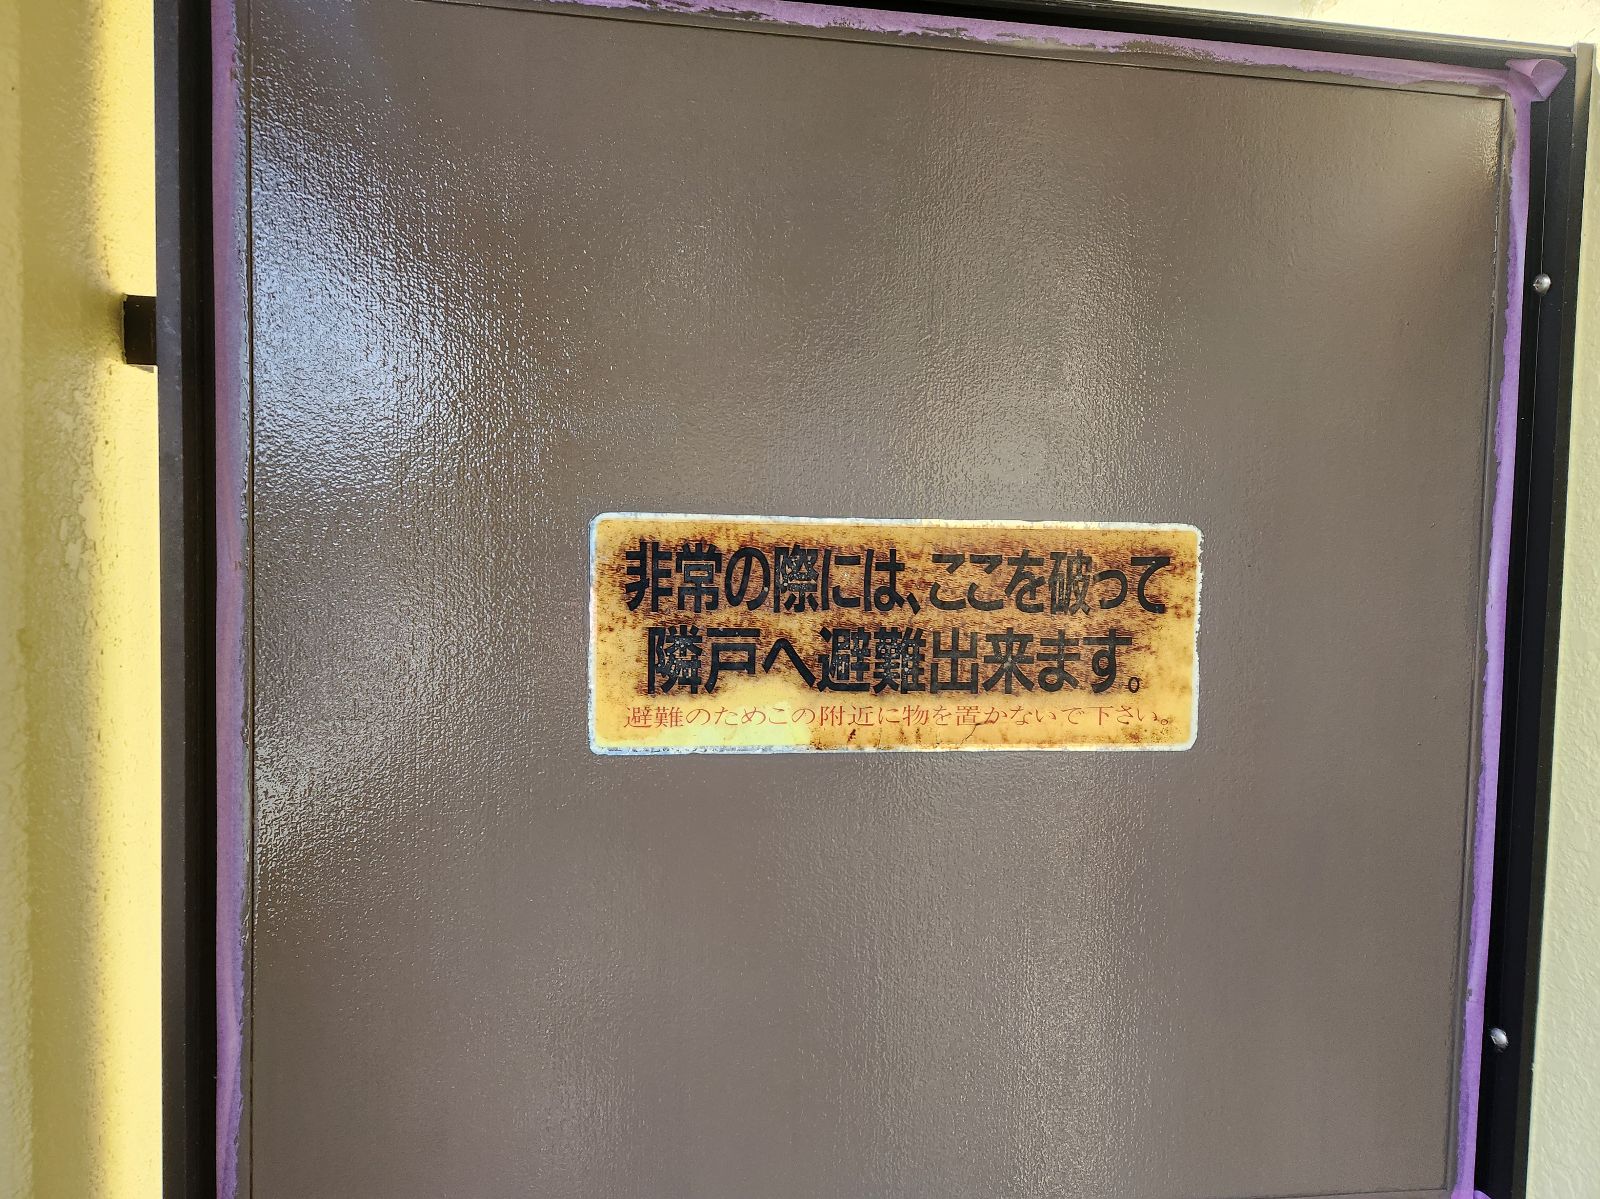 非常の際には、ここを破って
隣戸へ避難出来ます。
避難のためこの附近に物を置かないで下さい。